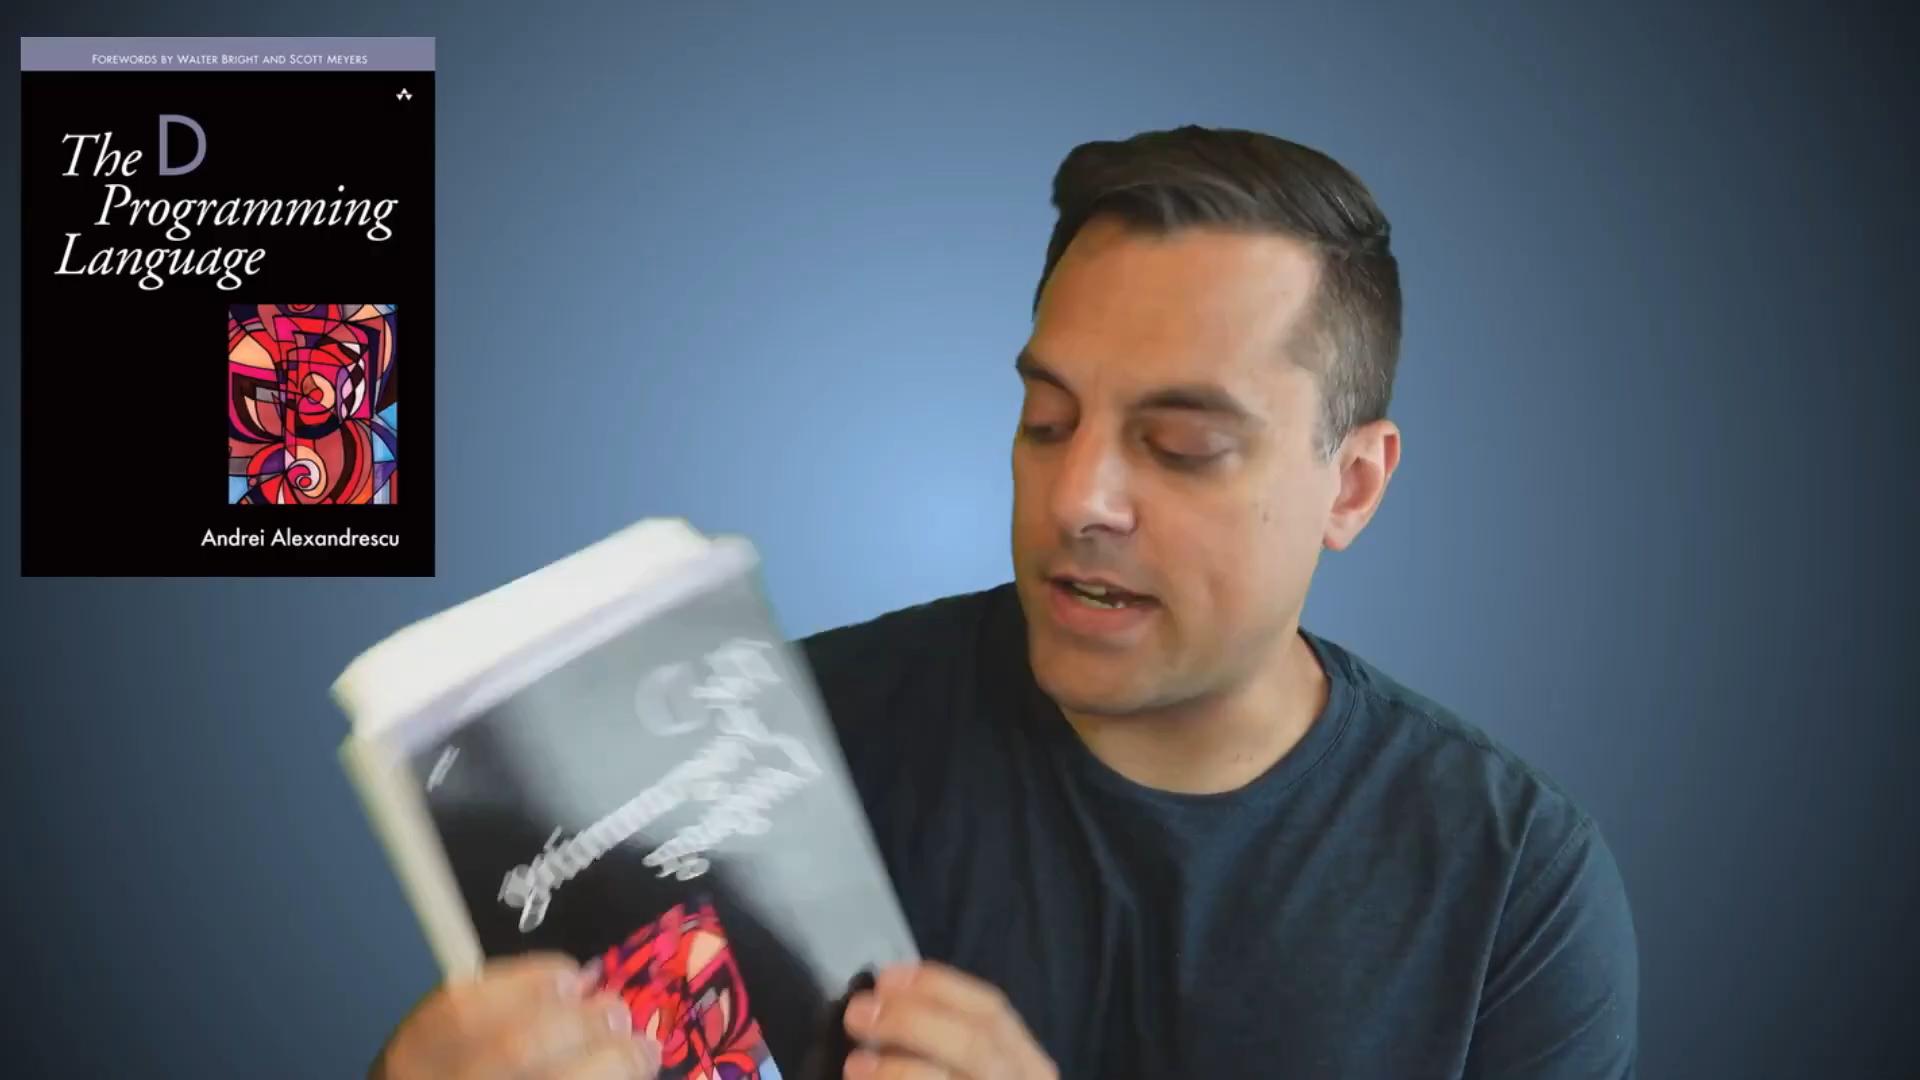 FOREWORDS BY WALTER BRIGHT AND SCOTT MEYERS
The D
Programming
Language
Andrei Alexandrescu